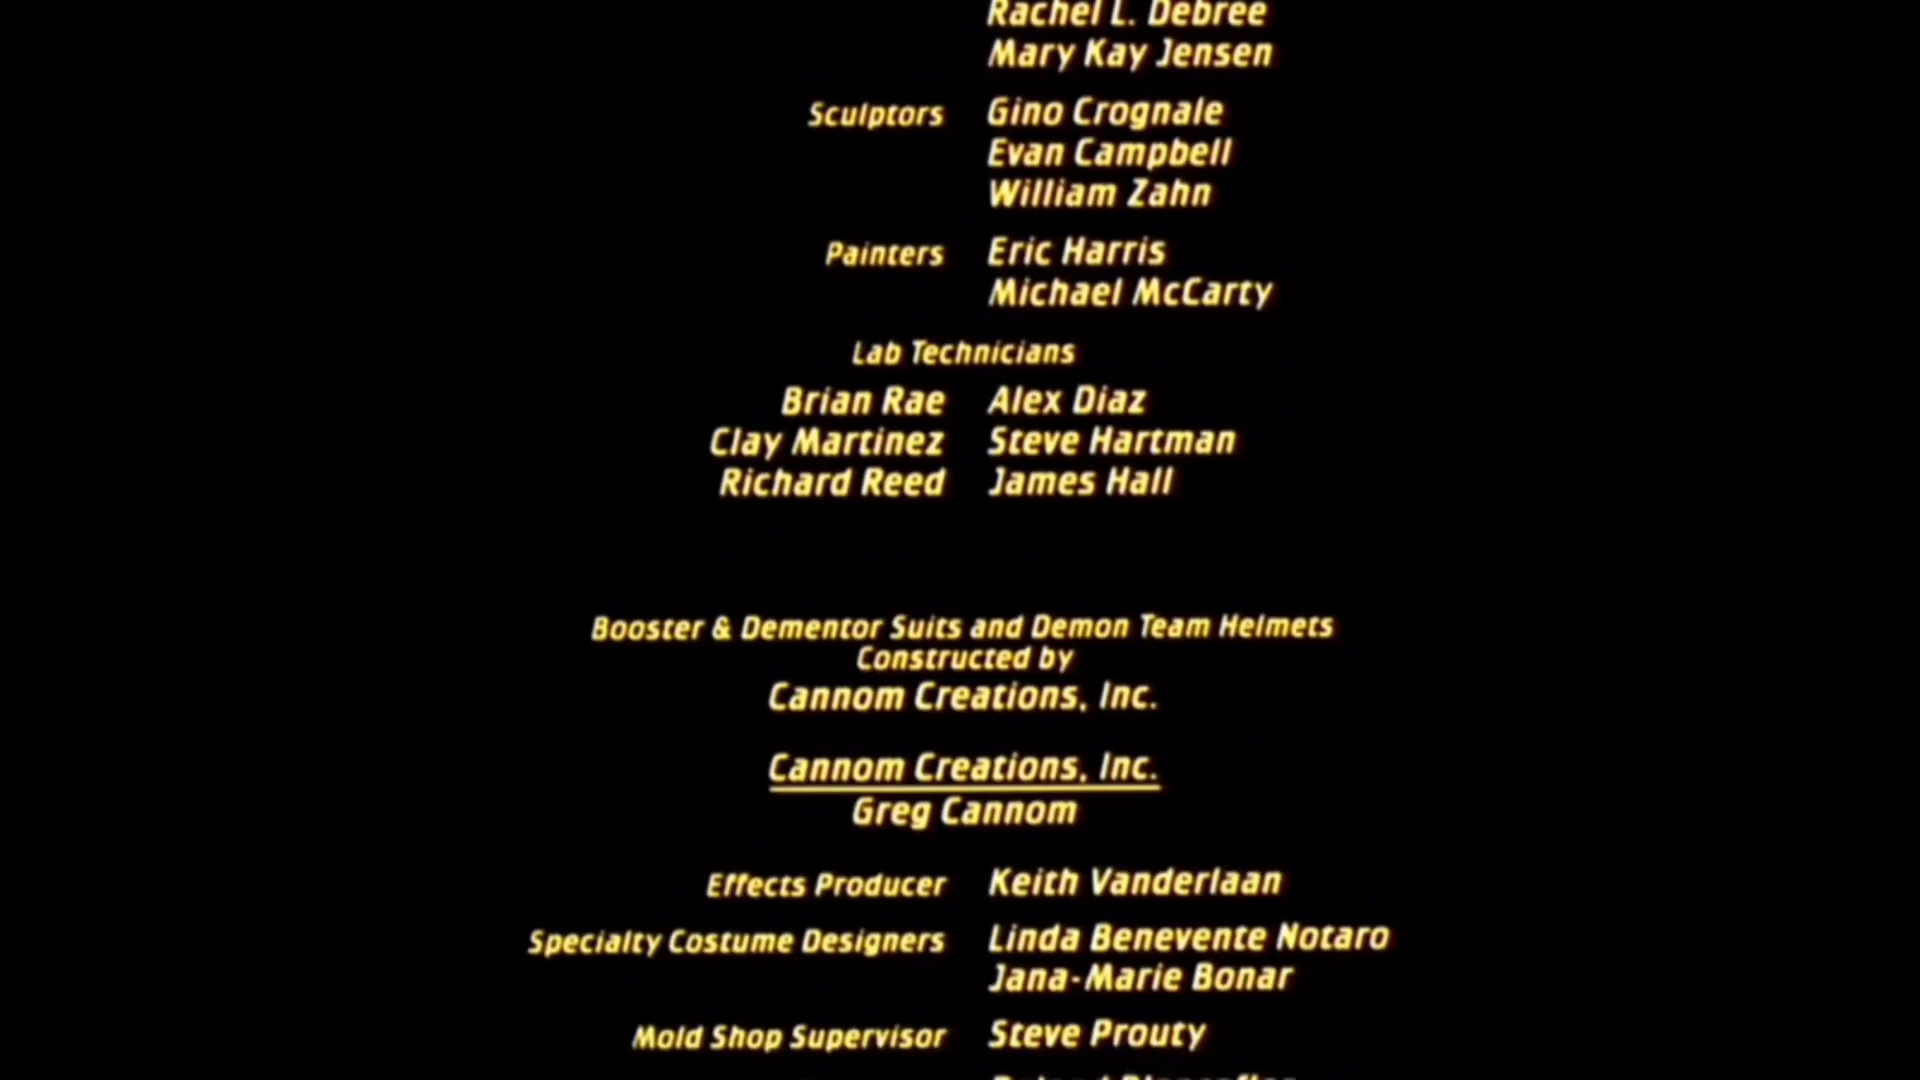 Rachel L. Debree
Mary Kay Jensen
Sculptors Gino Crognale
Evan Campbell
William Zahn
Painters Eric Harris
Michael McCarty
Lab Technicians
Brian Rae Alex Diaz
Clay Martinez Steve Hartman
Richard Reed James Hall
Booster & Dementor Suits and Demon Team Helmets
Constructed by
Cannom Creations, Inc.
Cannom Creations, Inc.
Greg Cannom
Effects Producer Keith Vanderlaan
Specialty Costume Designers Linda Benevente Notaro
Jana-Marie Bonar
Mold Shop Supervisor Steve Prouty